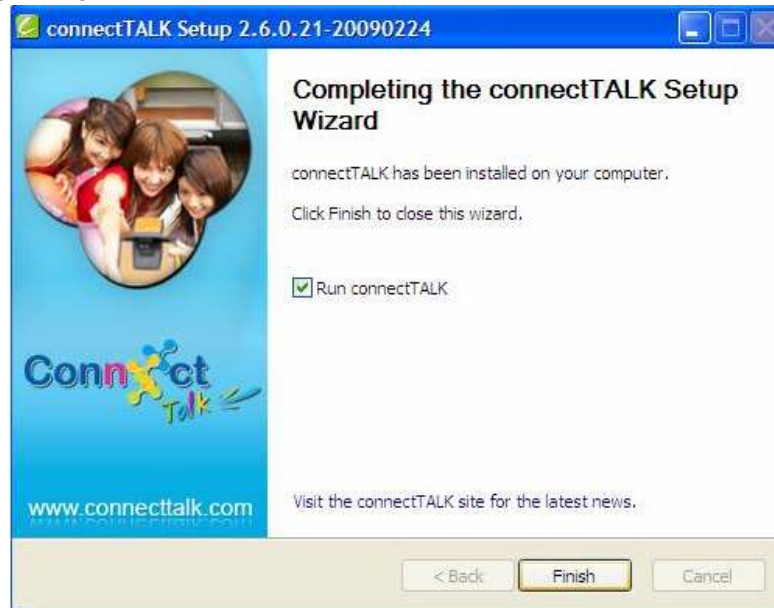 connectTALK Setup 2.6.0.21-20090224
Completing the connectTALK Setup
Wizard
connectTALK has been installed on your computer.
Click Finish to close this wizard.
Run connectTALK
Connect
Talk
www.connecttalk.com
Visit the connectTALK site for the latest news.
< Back
Finish
Cancel